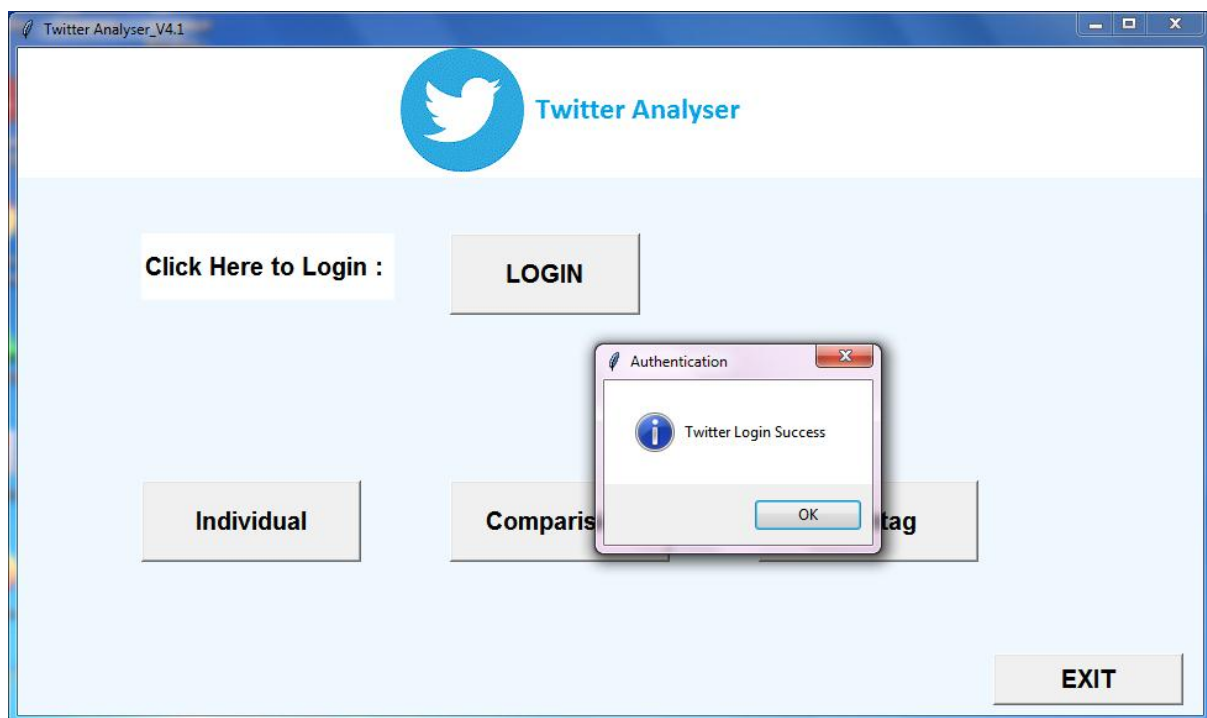 Twitter Analyser_V4.1
Twitter Analyser
Click Here to Login :
LOGIN
Authentication
Twitter Login Success
OK
Individual
Comparis
tag
EXIT